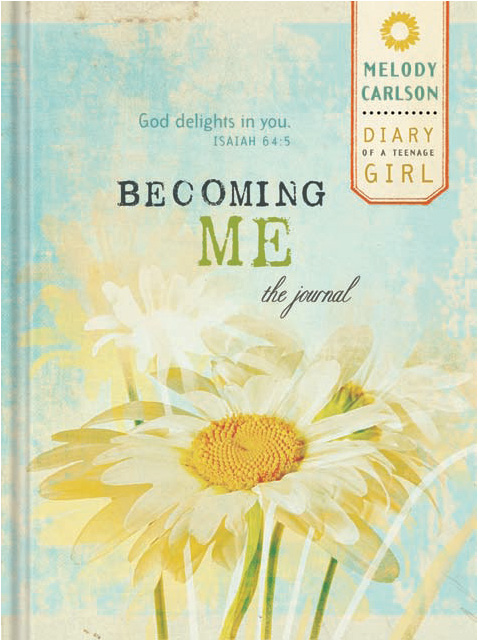 God delights in you.
ISAIAH 64:5
BECOMING
ME
the journal
MELODY
CARLSON
DIARY
OF A TEENAGE
GIRL